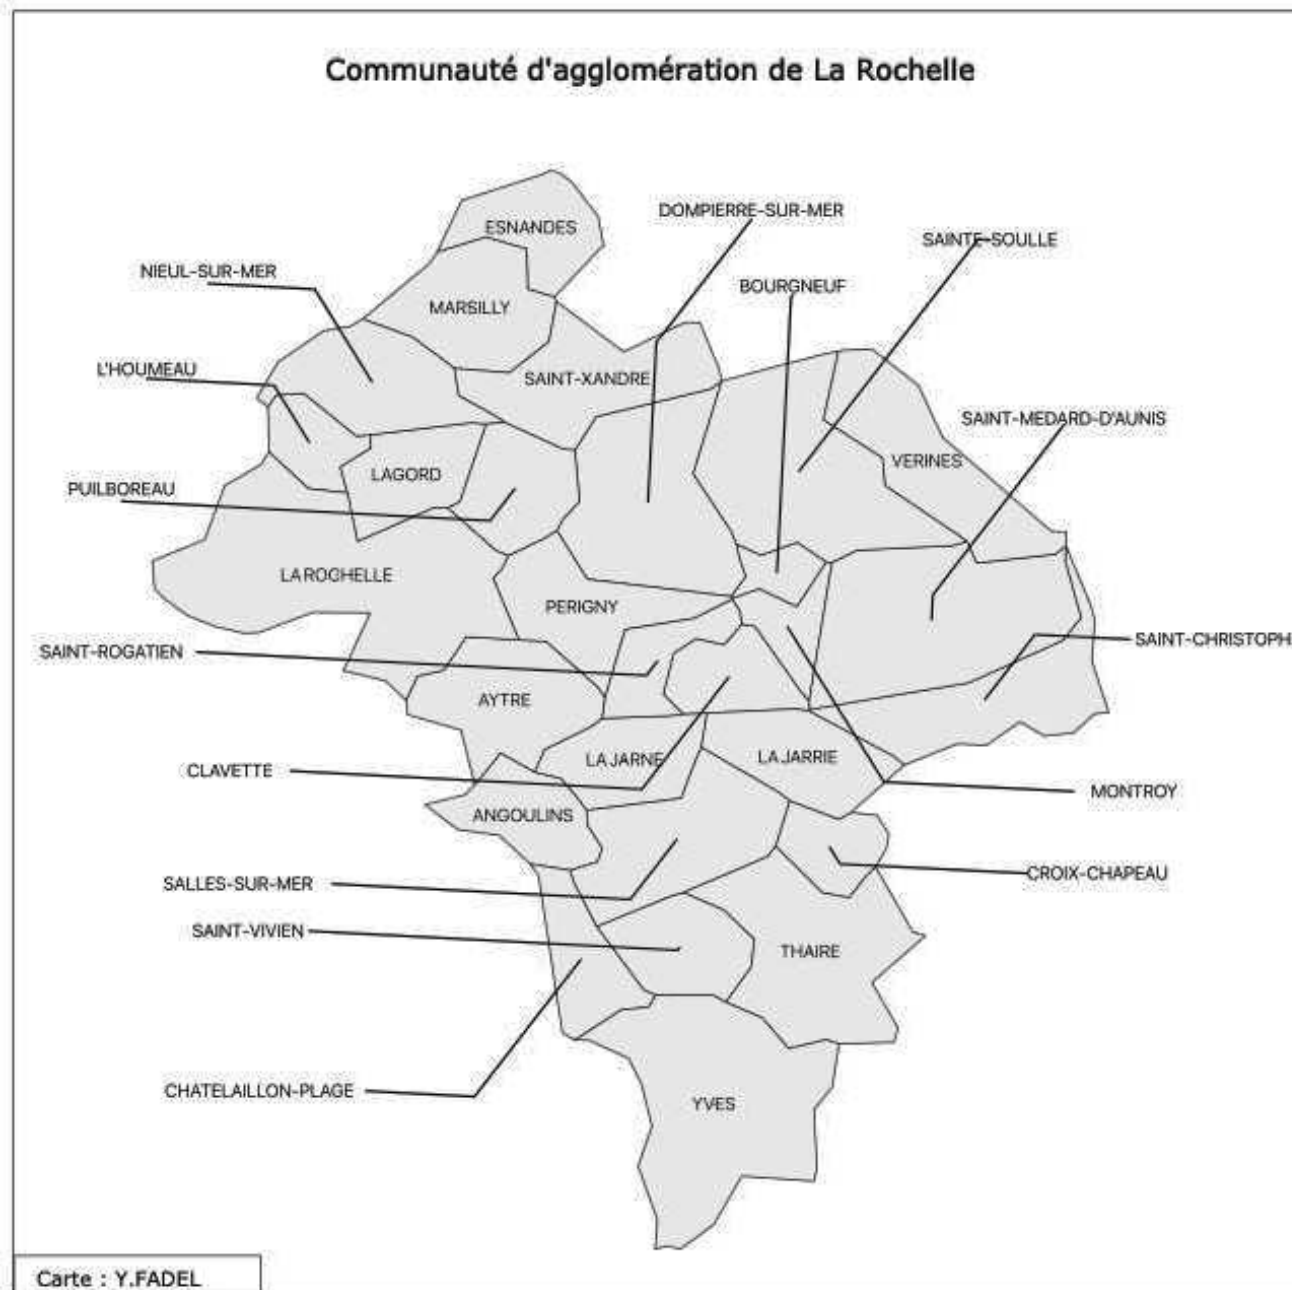 Communauté d'agglomération de La Rochelle
ESNANDES
DOMPIERRE-SUR-MER
SAINTE-SOULLE
NIEUL-SUR-MER
BOURGNEUF
MARSILLY
L'HOUMEAU
SAINT-XANDRE
SAINT-MEDARD-D'AUNIS
VERINES
LAGORD
PUILBOREAU
LA ROCHELLE
PERIGNY
SAINT-CHRISTOPH
SAINT-ROGATIEN
AYTRE
LA JARNE
LA JARRIE
CLAVETTE
MONTROY
ANGOULINS
CROIX-CHAPEAU
SALLES-SUR-MER
SAINT-VIVIEN
THAIRE
CHATELAILLON-PLAGE
YVES
Carte : Y.FADEL